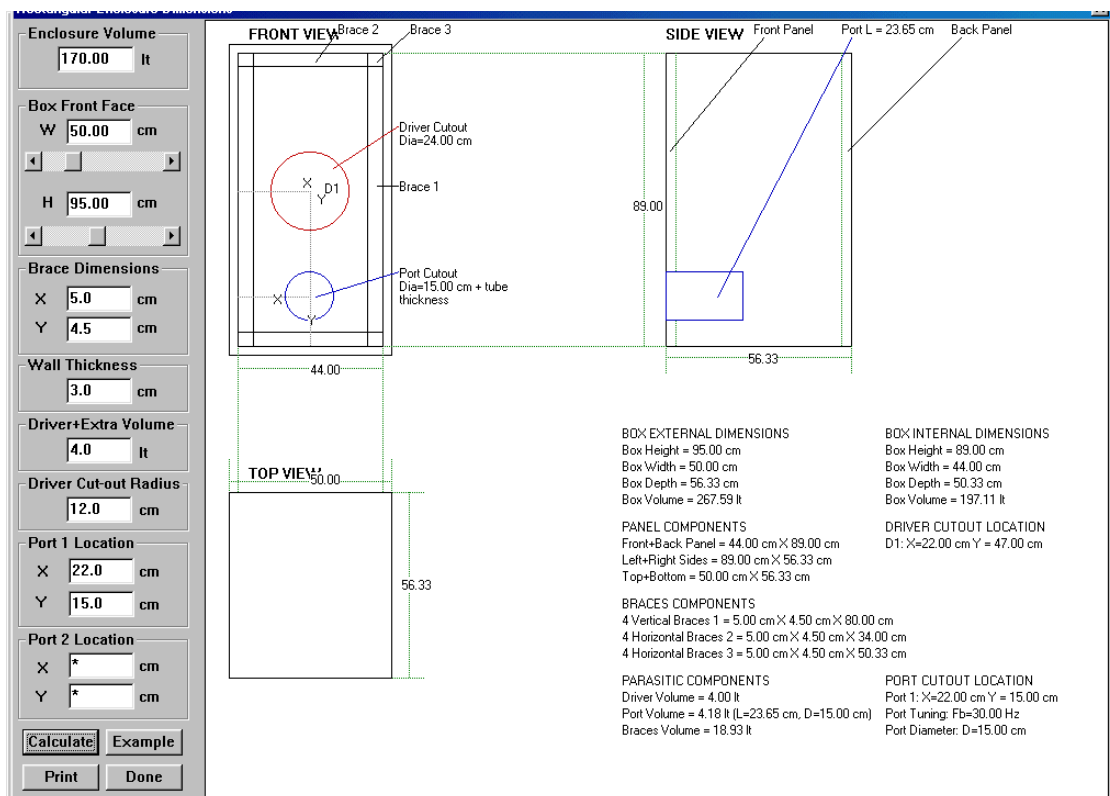 Rectangular Enclosure Dimensions
Enclosure Volume
170.00 lt
Box Front Face
W 50.00 cm
H 95.00 cm
Brace Dimensions
X 5.0 cm
Y 4.5 cm
Wall Thickness
3.0 cm
Driver+Extra Volume
4.0 lt
Driver Cut-out Radius
12.0 cm
Port 1 Location
X 22.0 cm
Y 15.0 cm
Port 2 Location
X * cm
Y * cm
Calculate Example
Print Done
FRONT VIEW Brace 2 Brace 3
Driver Cutout
Dia=24.00 cm
X
D1
Y
Brace 1
Port Cutout
Dia=15.00 cm + tube
thickness
X
Y
44.00
SIDE VIEW Front Panel Port L = 23.65 cm Back Panel
89.00
56.33
TOP VIEW
50.00
56.33
BOX EXTERNAL DIMENSIONS
Box Height = 95.00 cm
Box Width = 50.00 cm
Box Depth = 56.33 cm
Box Volume = 267.59 lt
BOX INTERNAL DIMENSIONS
Box Height = 89.00 cm
Box Width = 44.00 cm
Box Depth = 50.33 cm
Box Volume = 197.11 lt
PANEL COMPONENTS
Front+Back Panel = 44.00 cm X 89.00 cm
Left+Right Sides = 89.00 cm X 56.33 cm
Top+Bottom = 50.00 cm X 56.33 cm
DRIVER CUTOUT LOCATION
D1: X=22.00 cm Y = 47.00 cm
BRACES COMPONENTS
4 Vertical Braces 1 = 5.00 cm X 4.50 cm X 80.00 cm
4 Horizontal Braces 2 = 5.00 cm X 4.50 cm X 34.00 cm
4 Horizontal Braces 3 = 5.00 cm X 4.50 cm X 50.33 cm
PARASITIC COMPONENTS
Driver Volume = 4.00 lt
Port Volume = 4.18 lt (L=23.65 cm, D=15.00 cm)
Braces Volume = 18.93 lt
PORT CUTOUT LOCATION
Port 1: X=22.00 cm Y = 15.00 cm
Port Tuning: Fb=30.00 Hz
Port Diameter: D=15.00 cm